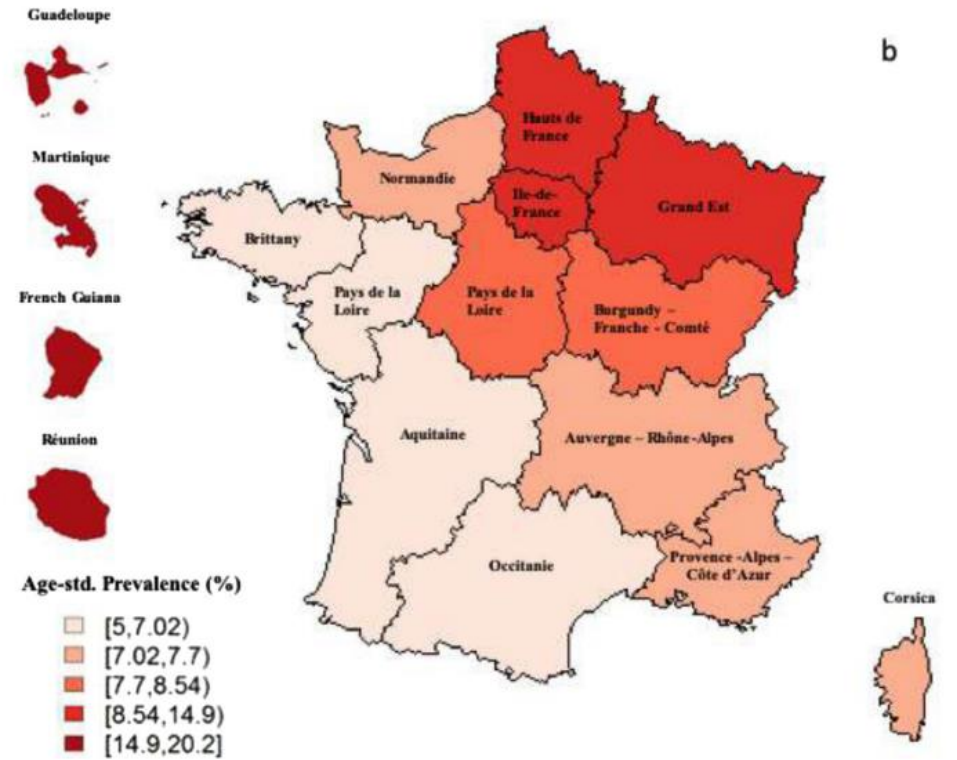 Guadeloupe
b
Martinique
French Guiana
Réunion
Hauts de
France
Normandie
Ile-de-
France
Grand Est
Brittany
Pays de la
Loire
Pays de la
Loire
Burgundy –
Franche - Comté
Aquitaine
Auvergne – Rhône-Alpes
Occitanie
Provence -Alpes –
Côte d'Azur
Corsica
Age-std. Prevalence (%)
[5,7.02)
[7.02,7.7)
[7.7,8.54)
[8.54,14.9)
[14.9,20.2]